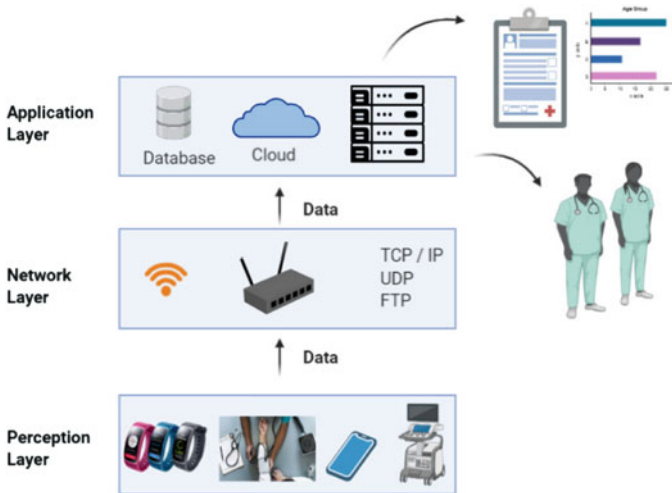 Application
Layer
Database
Cloud
Data
Network
Layer
TCP / IP
UDP
FTP
Data
Perception
Layer
Age Group